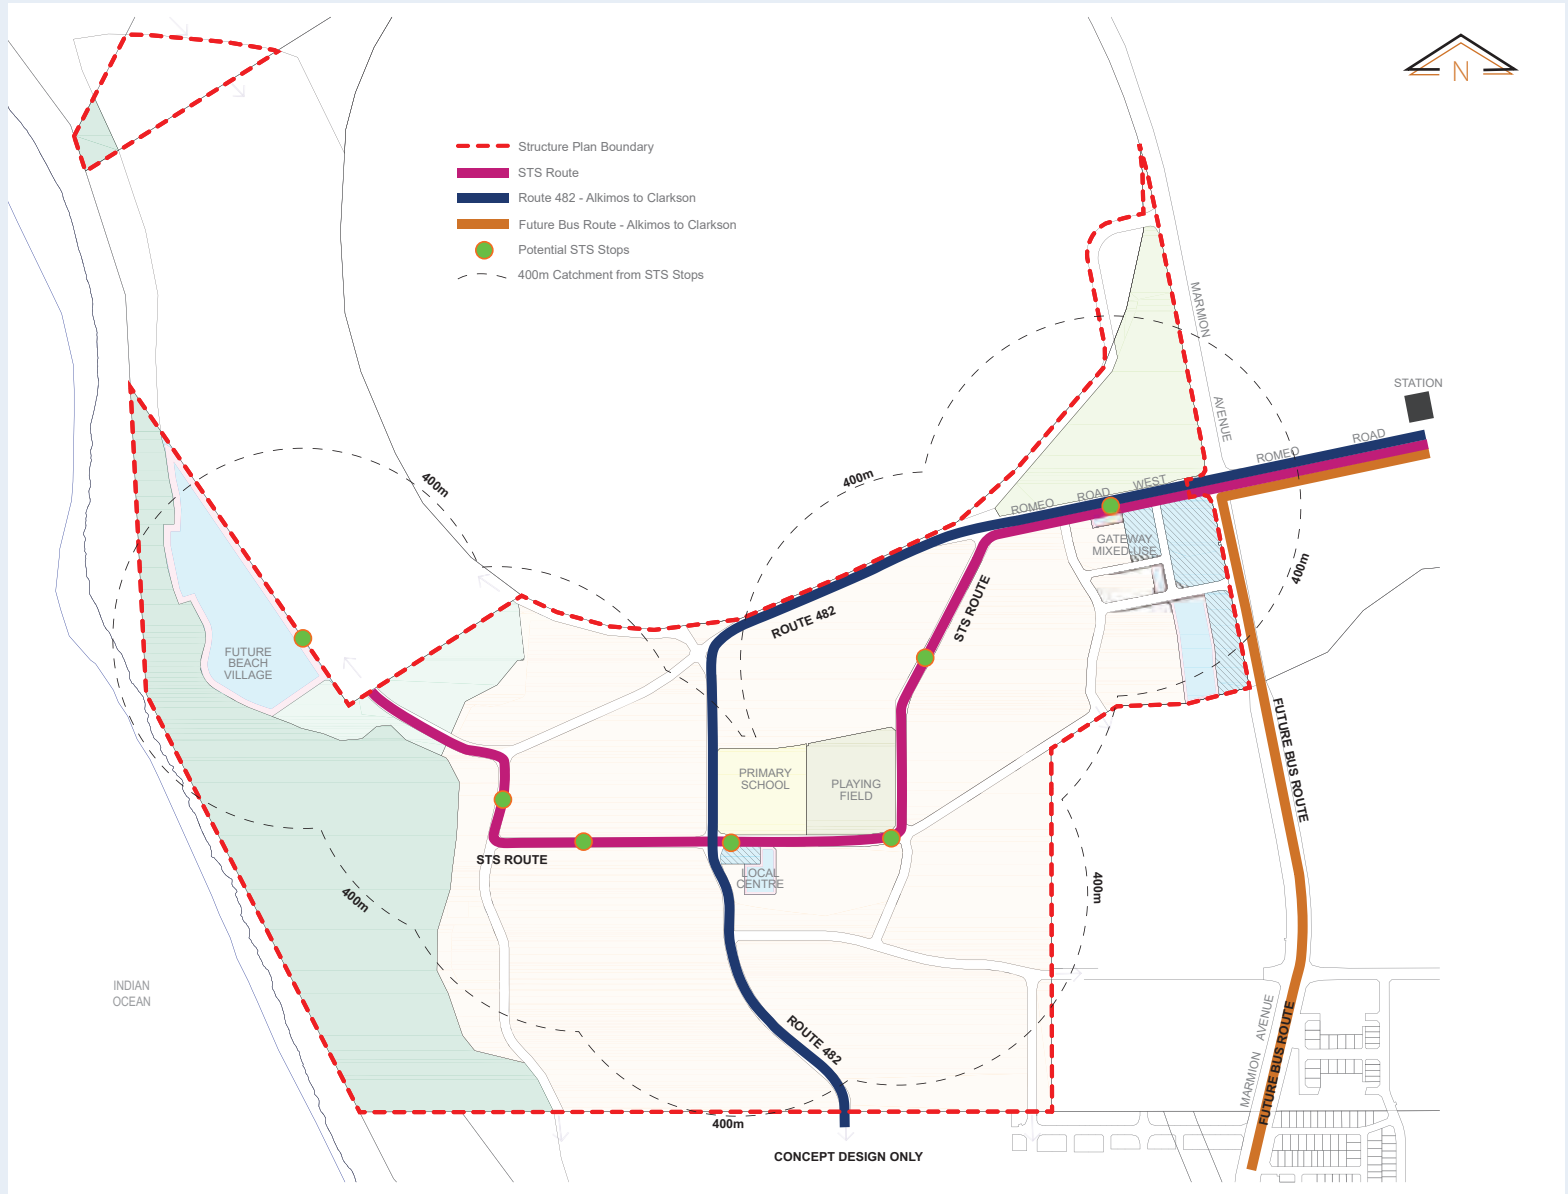 N
Structure Plan Boundary
STS Route
Route 482 - Alkimos to Clarkson
Future Bus Route - Alkimos to Clarkson
Potential STS Stops
400m Catchment from STS Stops
MARMION
AVENUE
STATION
ROMEO
ROAD
400m
400m
ROMEO
ROAD
WEST
GATEWAY
MIXED-USE
400m
ROUTE 482
STS ROUTE
FUTURE
BEACH
VILLAGE
FUTURE BUS ROUTE
PRIMARY
SCHOOL
PLAYING
FIELD
STS ROUTE
LOCAL
CENTRE
400m
400m
INDIAN
OCEAN
ROUTE 482
MARMION
AVENUE
FUTURE BUS ROUTE
400m
CONCEPT DESIGN ONLY